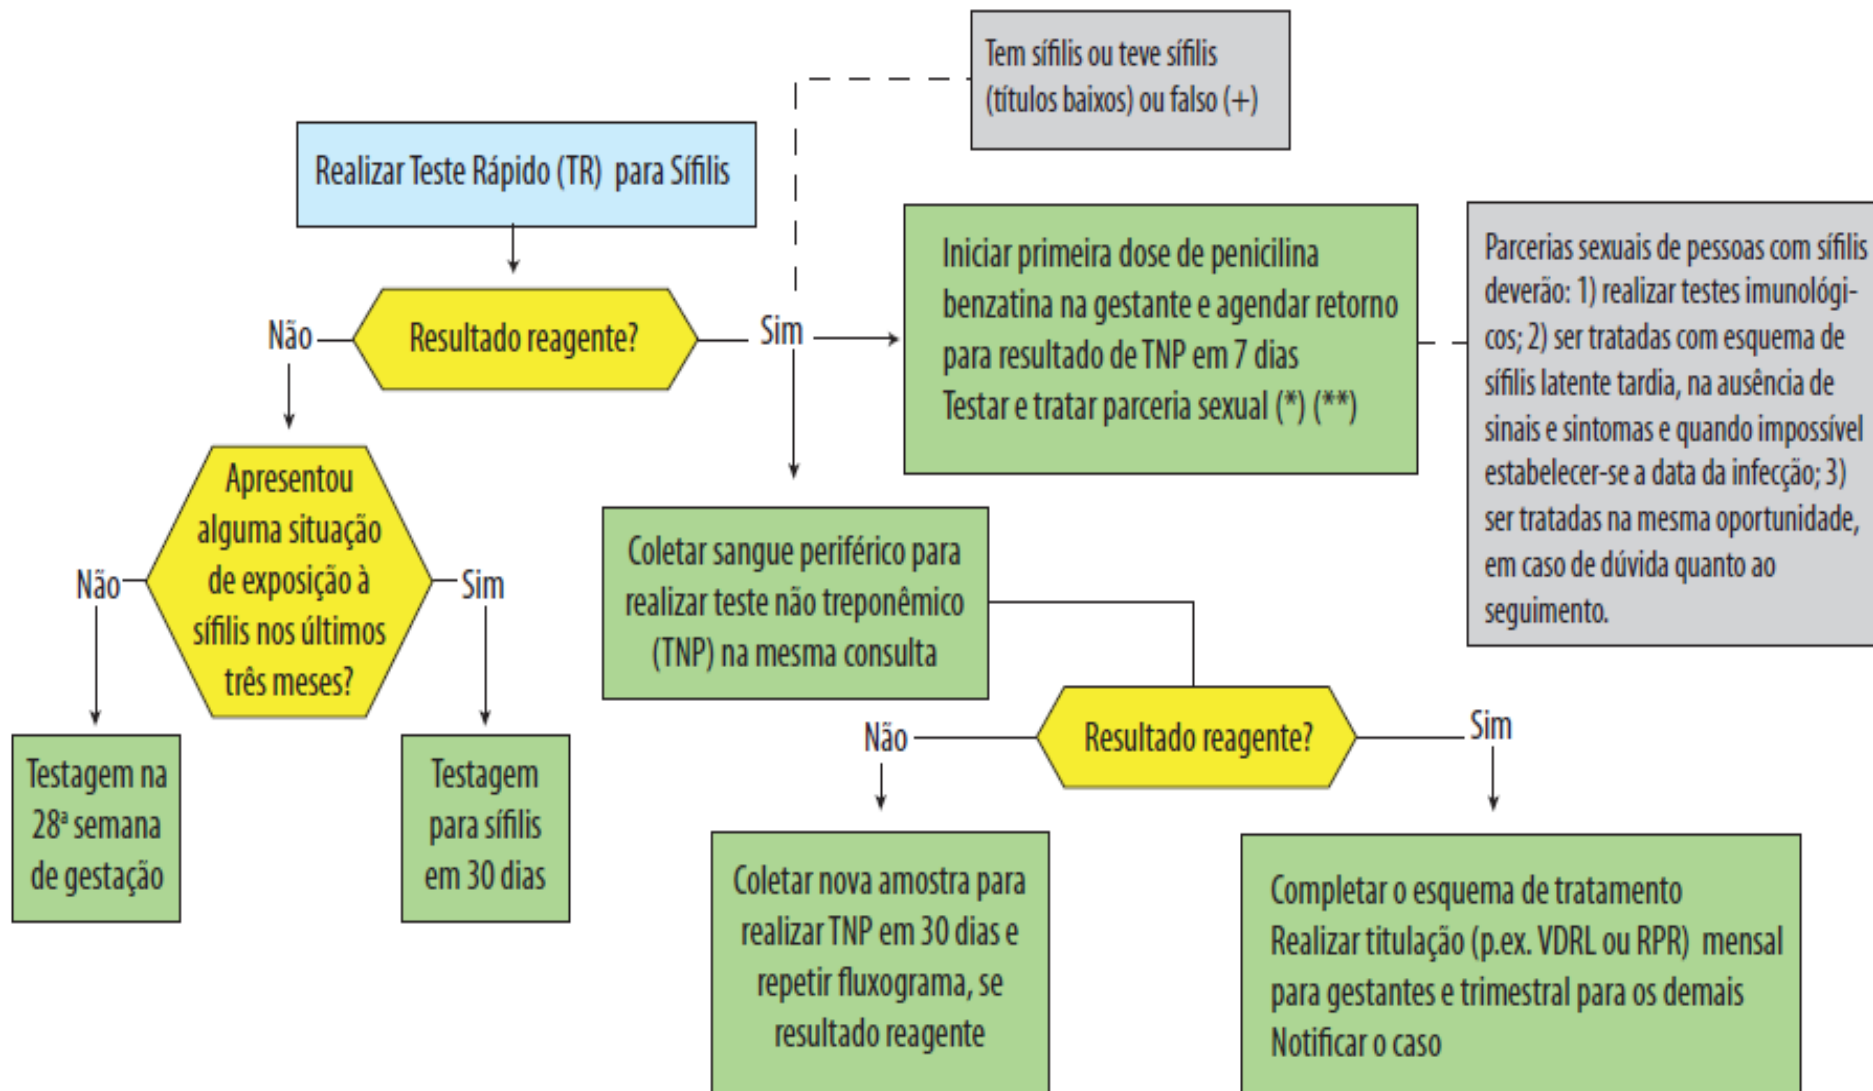 Tem sífilis ou teve sífilis
(títulos baixos) ou falso (+)
Realizar Teste Rápido (TR) para Sífilis
Resultado reagente?
Não
Sim
Iniciar primeira dose de penicilina
benzatina na gestante e agendar retorno
para resultado de TNP em 7 dias
Testar e tratar parceria sexual (*) (**)
Parcerias sexuais de pessoas com sífilis
deverão: 1) realizar testes imunológi-
cos; 2) ser tratadas com esquema de
sífilis latente tardia, na ausência de
sinais e sintomas e quando impossível
estabelecer-se a data da infecção; 3)
ser tratadas na mesma oportunidade,
em caso de dúvida quanto ao
seguimento.
Apresentou
alguma situação
de exposição à
sífilis nos últimos
três meses?
Não
Sim
Testagem na
28ª semana
de gestação
Testagem
para sífilis
em 30 dias
Coletar sangue periférico para
realizar teste não treponêmico
(TNP) na mesma consulta
Resultado reagente?
Não
Sim
Coletar nova amostra para
realizar TNP em 30 dias e
repetir fluxograma, se
resultado reagente
Completar o esquema de tratamento
Realizar titulação (p.ex. VDRL ou RPR) mensal
para gestantes e trimestral para os demais
Notificar o caso